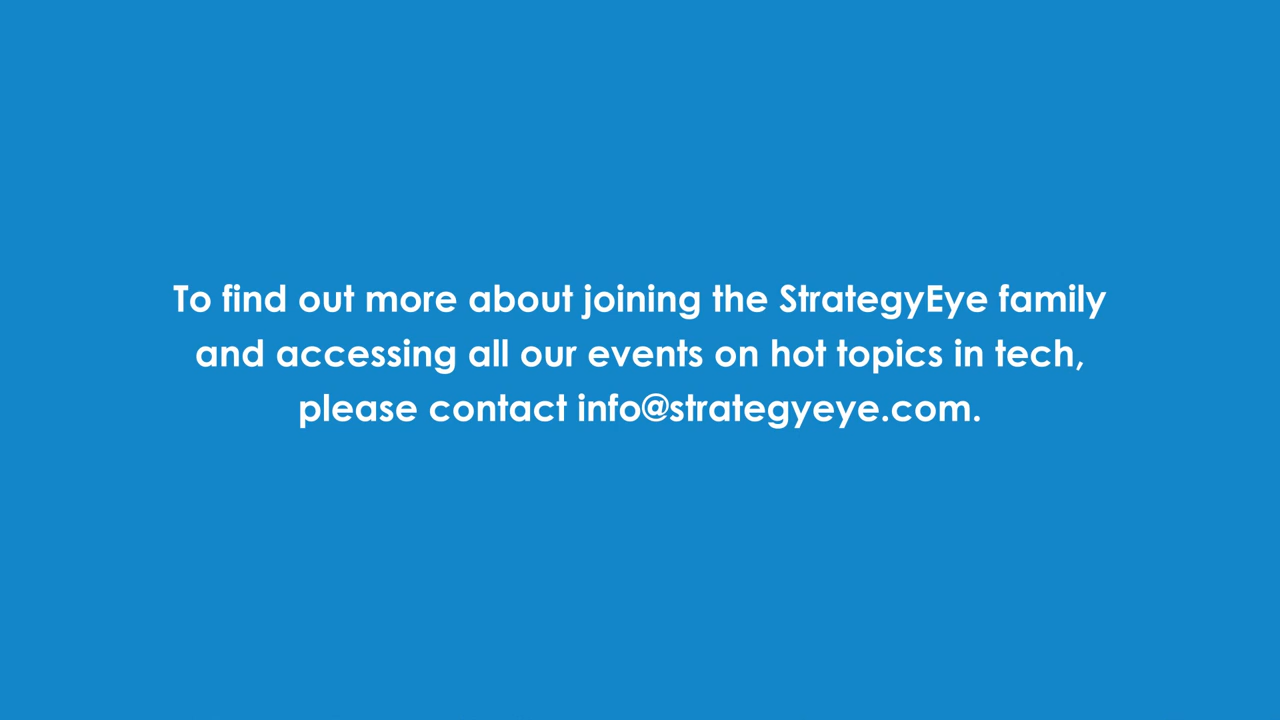 To find out more about joining the StrategyEye family
and accessing all our events on hot topics in tech,
please contact info@strategyeye.com.